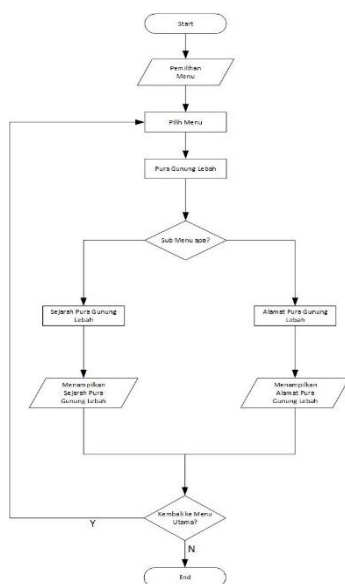 Start
Pemilihan
Menu
Pilih Menu
Pura Gunung Lebah
Sub Menu apa?
Sejarah Pura Gunung
Lebah
Alamat Pura Gunung
Lebah
Menampilkan
Sejarah Pura
Gunung Lebah
Menampilkan
Alamat Pura
Gunung Lebah
Kembali ke Menu
Utama?
Y
N
End